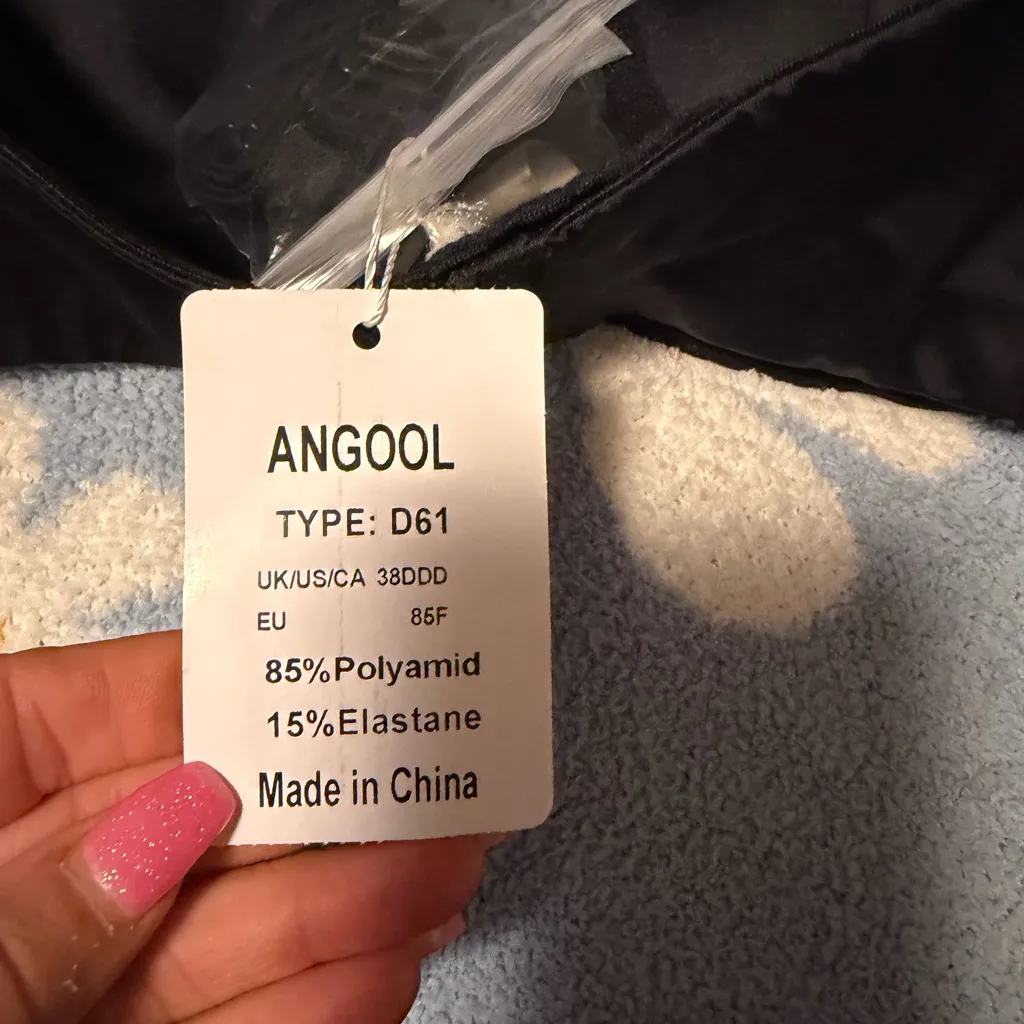 ANGOOL
TYPE: D61
UK/US/CA 38DDD
EU 85F
85%Polyamid
15%Elastane
Made in China